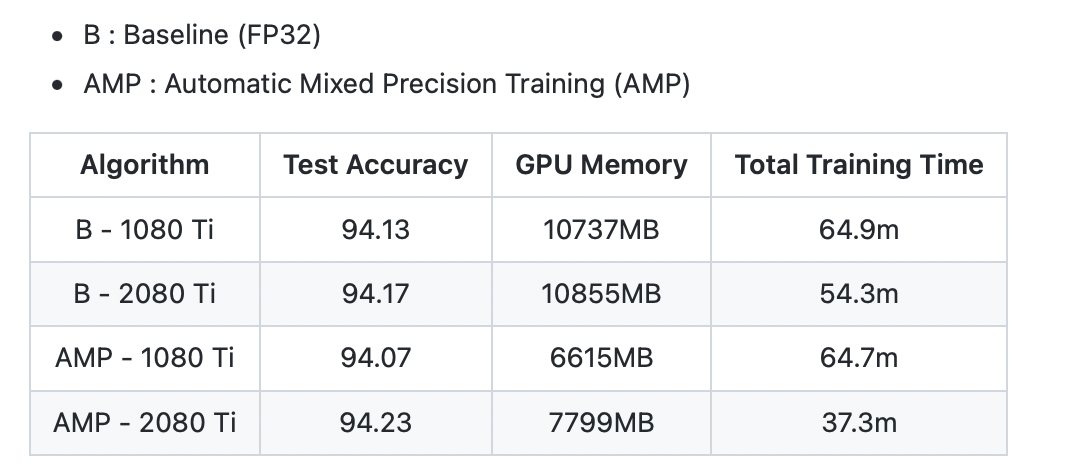 • B : Baseline (FP32)
• AMP : Automatic Mixed Precision Training (AMP)
Algorithm Test Accuracy GPU Memory Total Training Time
B - 1080 Ti 94.13 10737MB 64.9m
B - 2080 Ti 94.17 10855MB 54.3m
AMP - 1080 Ti 94.07 6615MB 64.7m
AMP - 2080 Ti 94.23 7799MB 37.3m